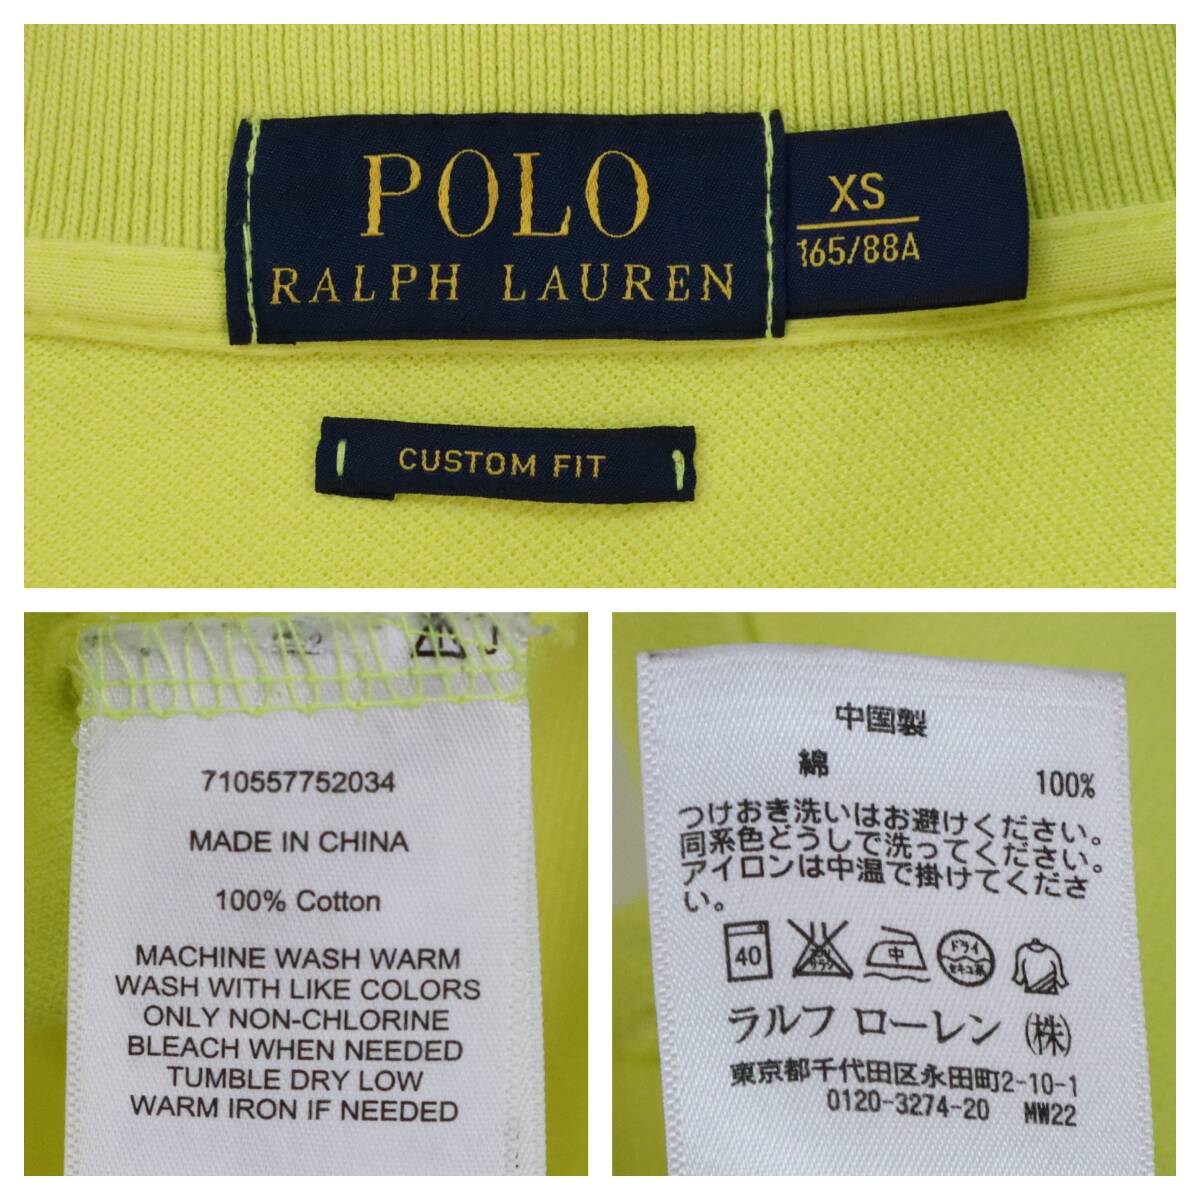 POLO
RALPH LAUREN
XS
165/88A
CUSTOM FIT
710557752034
MADE IN CHINA
100% Cotton
MACHINE WASH WARM
WASH WITH LIKE COLORS
ONLY NON-CHLORINE
BLEACH WHEN NEEDED
TUMBLE DRY LOW
WARM IRON IF NEEDED
中国製
綿 100%
つけおき洗いはお避けください。
同系色どうしで洗ってください。
アイロンは中温で掛けてくださ
い。
40 中 ドライ
ラルフ ローレン (株)
東京都千代田区永田町2-10-1
0120-3274-20 MW22